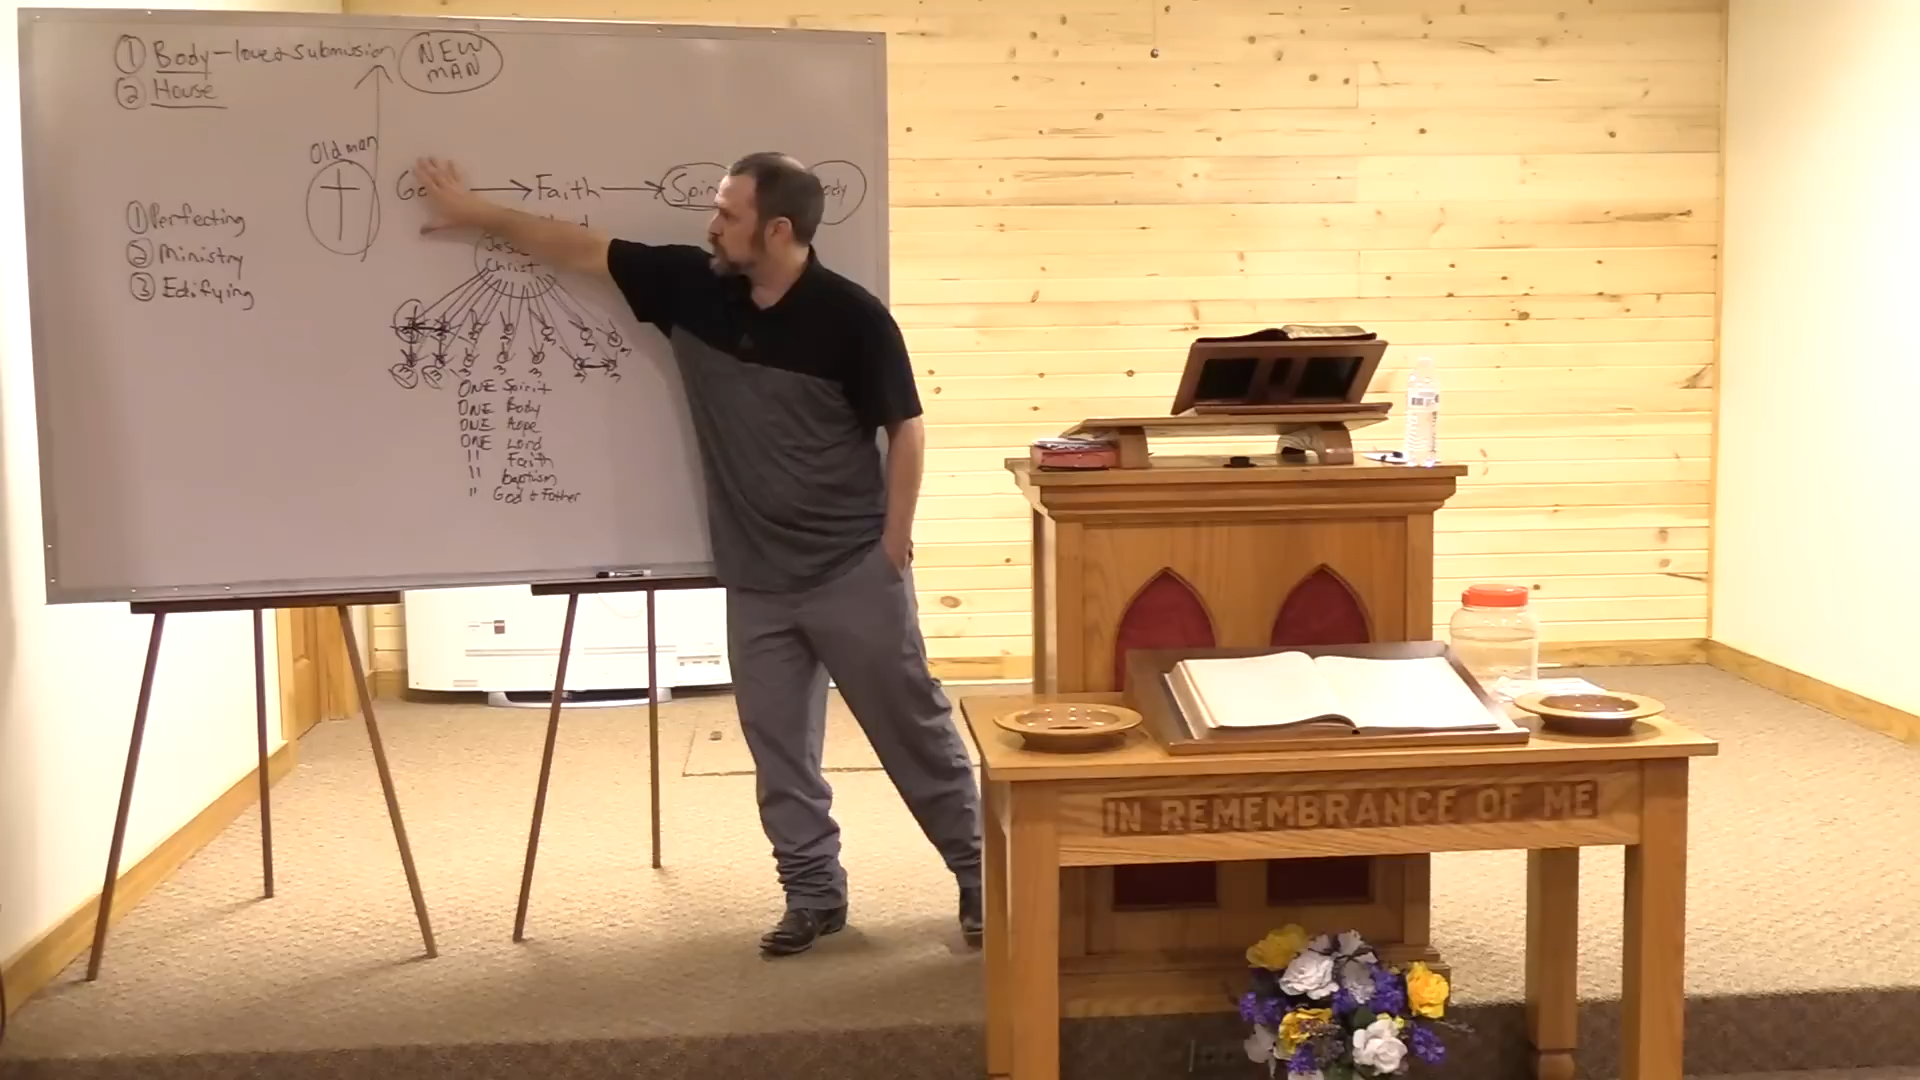 ① Body - love & submission
NEW MAN
② House
Old man
Faith
① Perfecting
② Ministry
③ Edifying
Christ
ONE Spirit
ONE Body
ONE Hope
ONE Lord
" Faith
" baptism
" God & Father
IN REMEMBRANCE OF ME